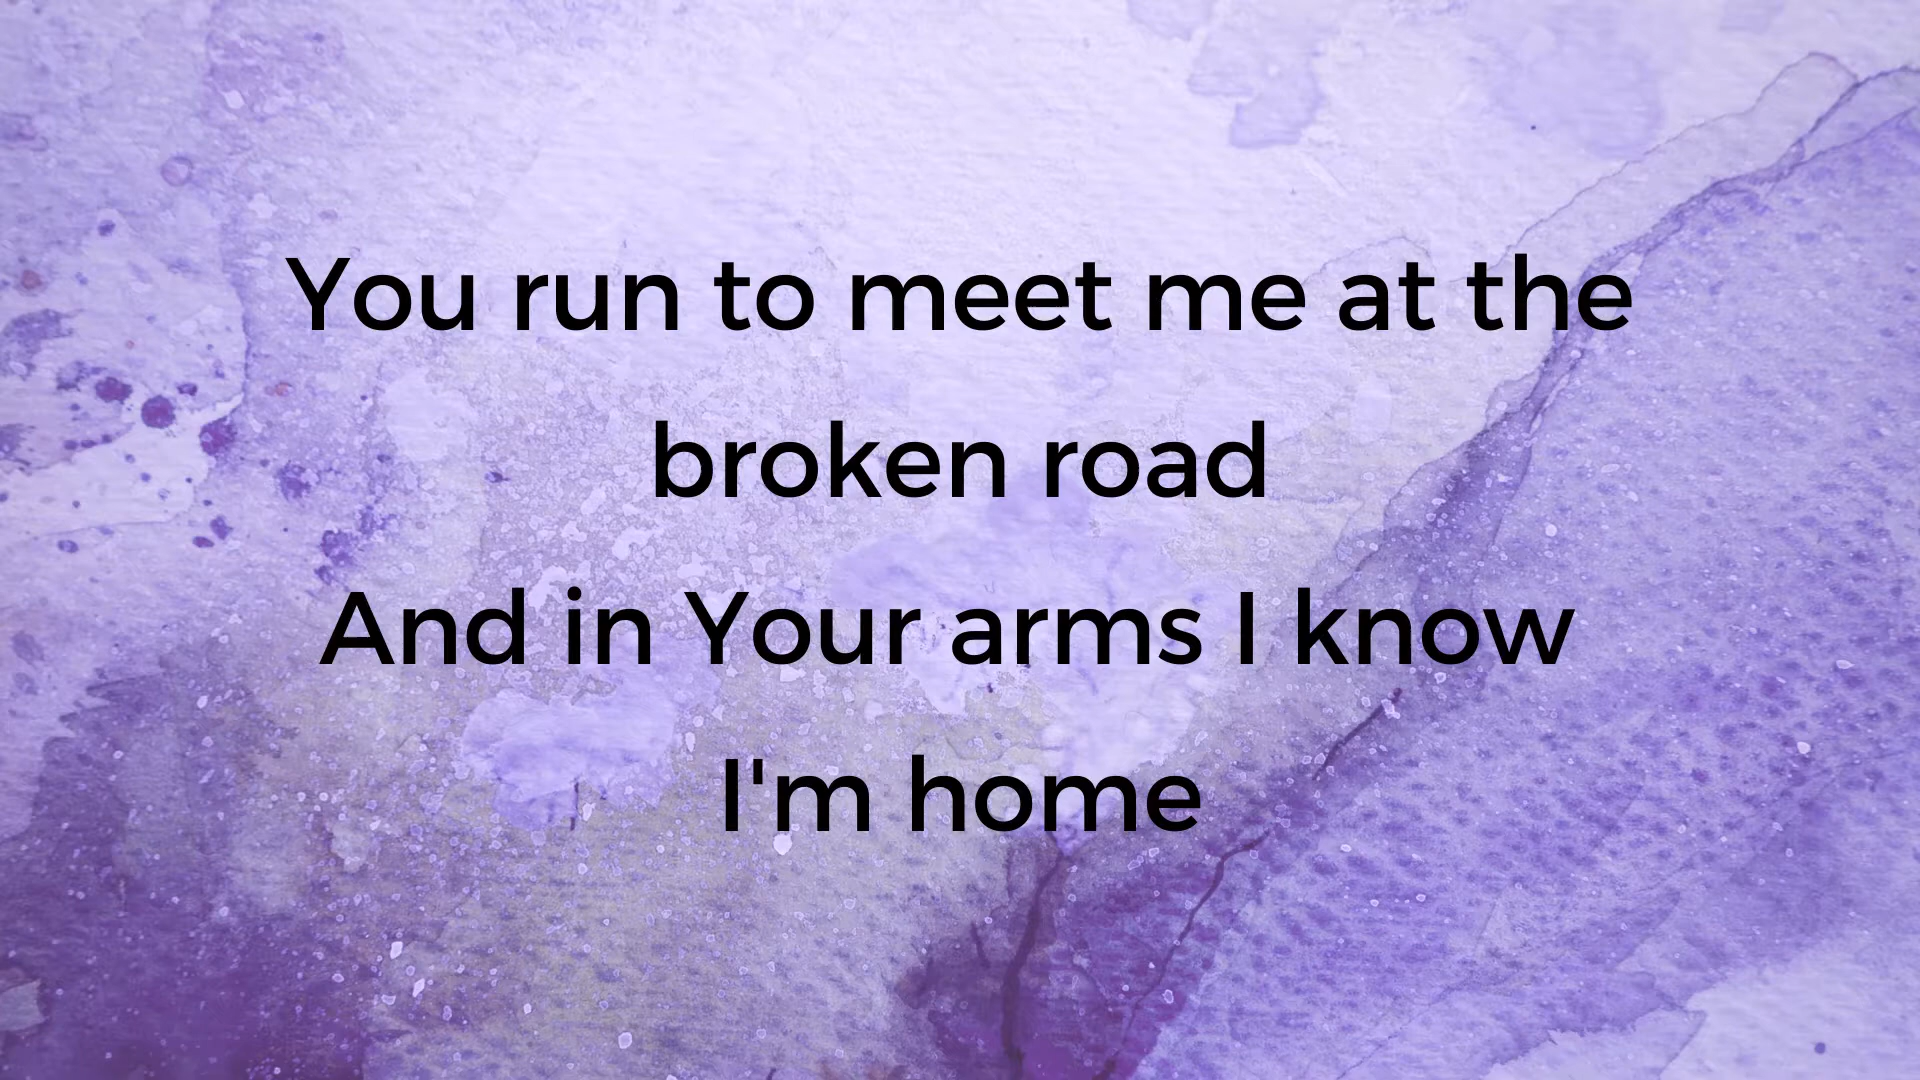 You run to meet me at the
broken road
And in Your arms I know
I'm home